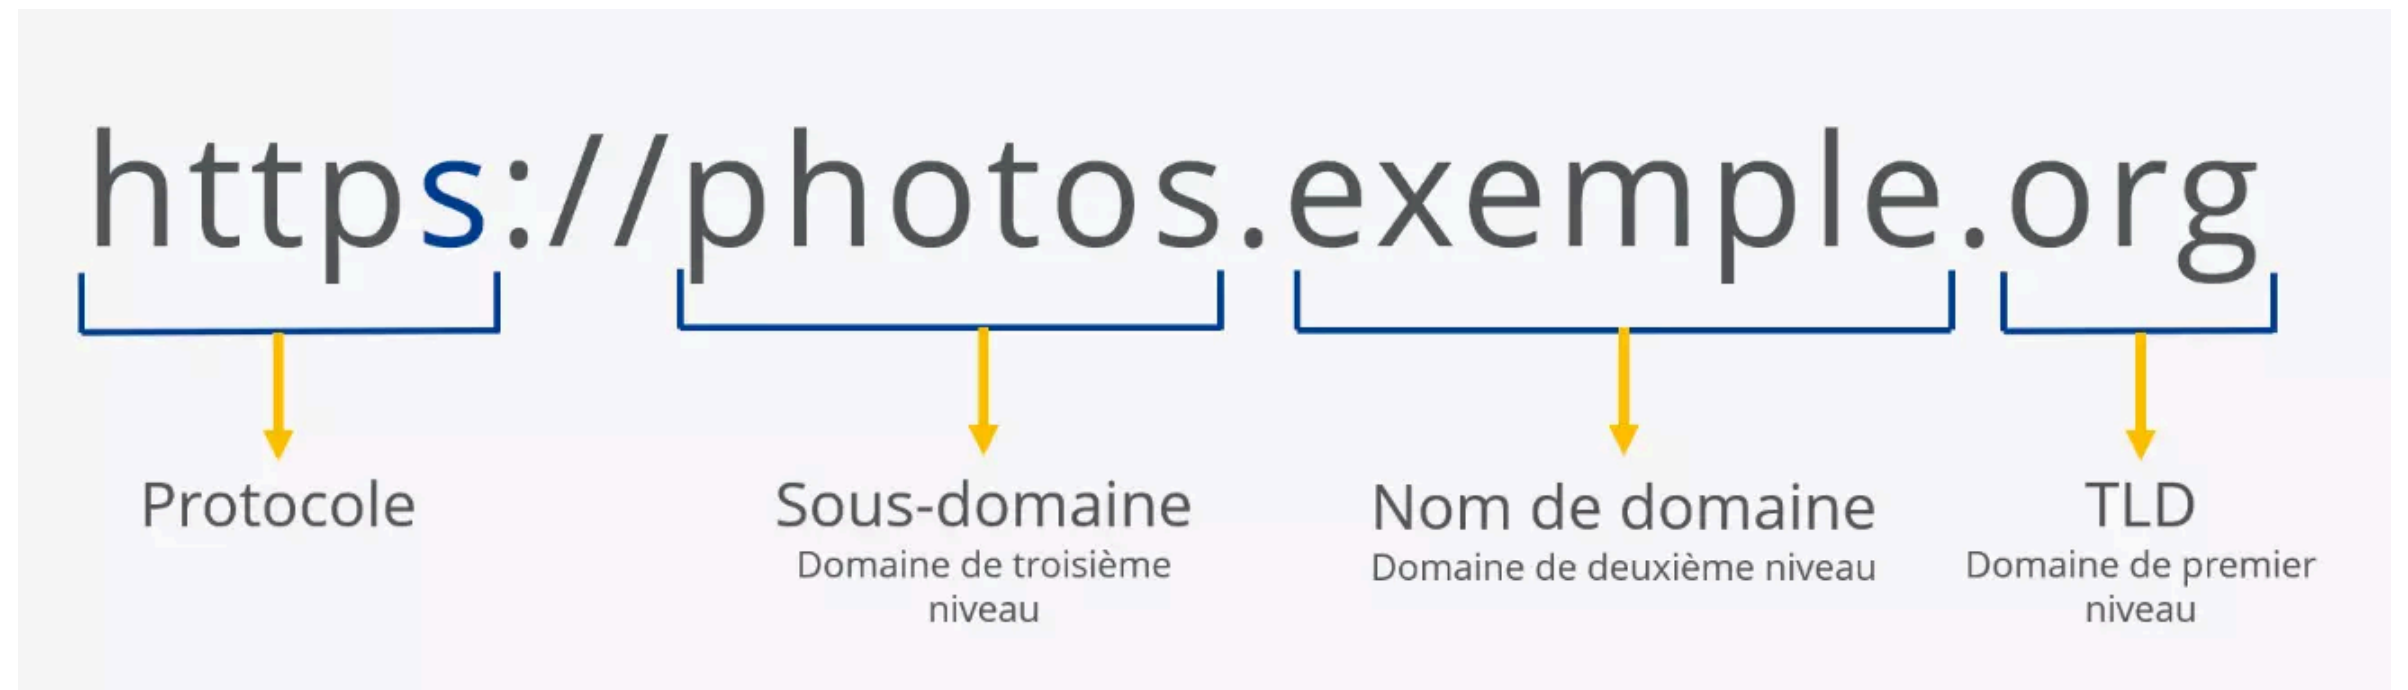 https://photos.exemple.org
Protocole
Sous-domaine
Domaine de troisième
niveau
Nom de domaine
Domaine de deuxième niveau
TLD
Domaine de premier
niveau